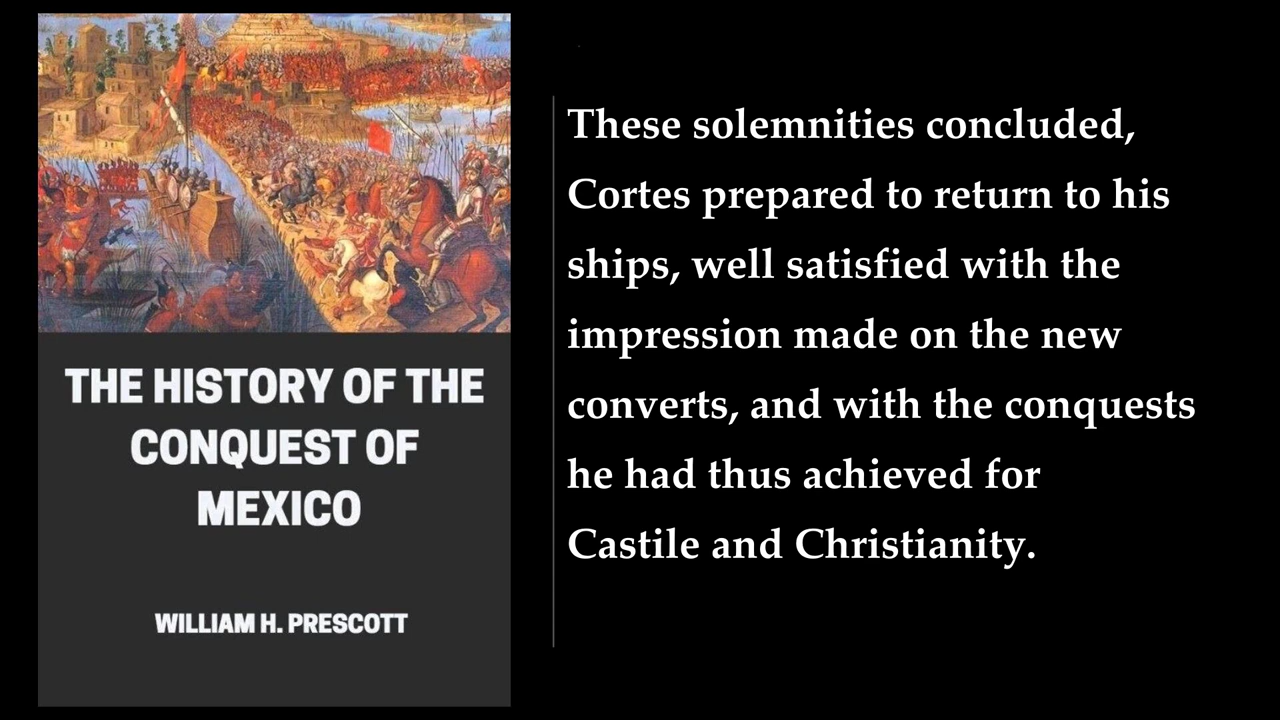 THE HISTORY OF THE
CONQUEST OF
MEXICO
WILLIAM H. PRESCOTT
These solemnities concluded,
Cortes prepared to return to his
ships, well satisfied with the
impression made on the new
converts, and with the conquests
he had thus achieved for
Castile and Christianity.